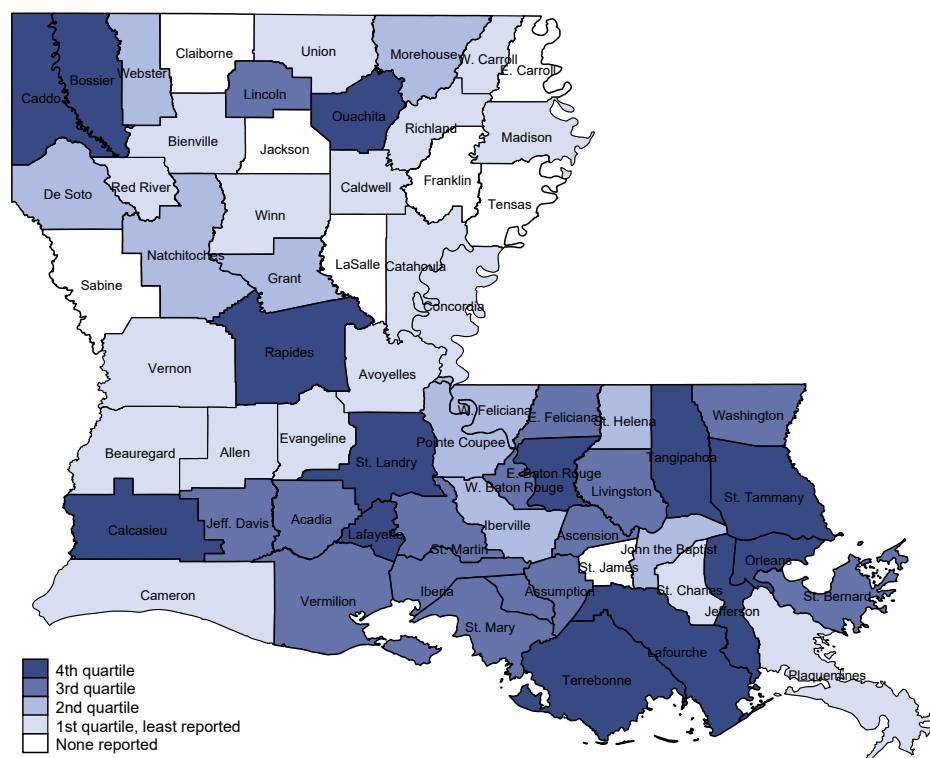 Claiborne
Union
Morehouse
W. Carroll
E. Carroll
Webster
Bossier
Caddo
Lincoln
Ouachita
Richland
Madison
Bienville
Jackson
Franklin
Caldwell
Red River
De Soto
Tensas
Winn
Natchitoches
LaSalle
Catahoula
Grant
Sabine
Concordia
Rapides
Vernon
Avoyelles
W. Feliciana
E. Feliciana
St. Helena
Washington
Pointe Coupee
Evangeline
Allen
Beauregard
Tangipahoa
St. Landry
E. Baton Rouge
W. Baton Rouge
Livingston
St. Tammany
Calcasieu
Jeff. Davis
Acadia
Lafayette
Iberville
Ascension
St. Martin
John the Baptist
Orleans
St. James
St. Charles
Cameron
Vermilion
Iberia
Assumption
St. Bernard
Jefferson
St. Mary
Lafourche
Terrebonne
Plaquemines
4th quartile
3rd quartile
2nd quartile
1st quartile, least reported
None reported